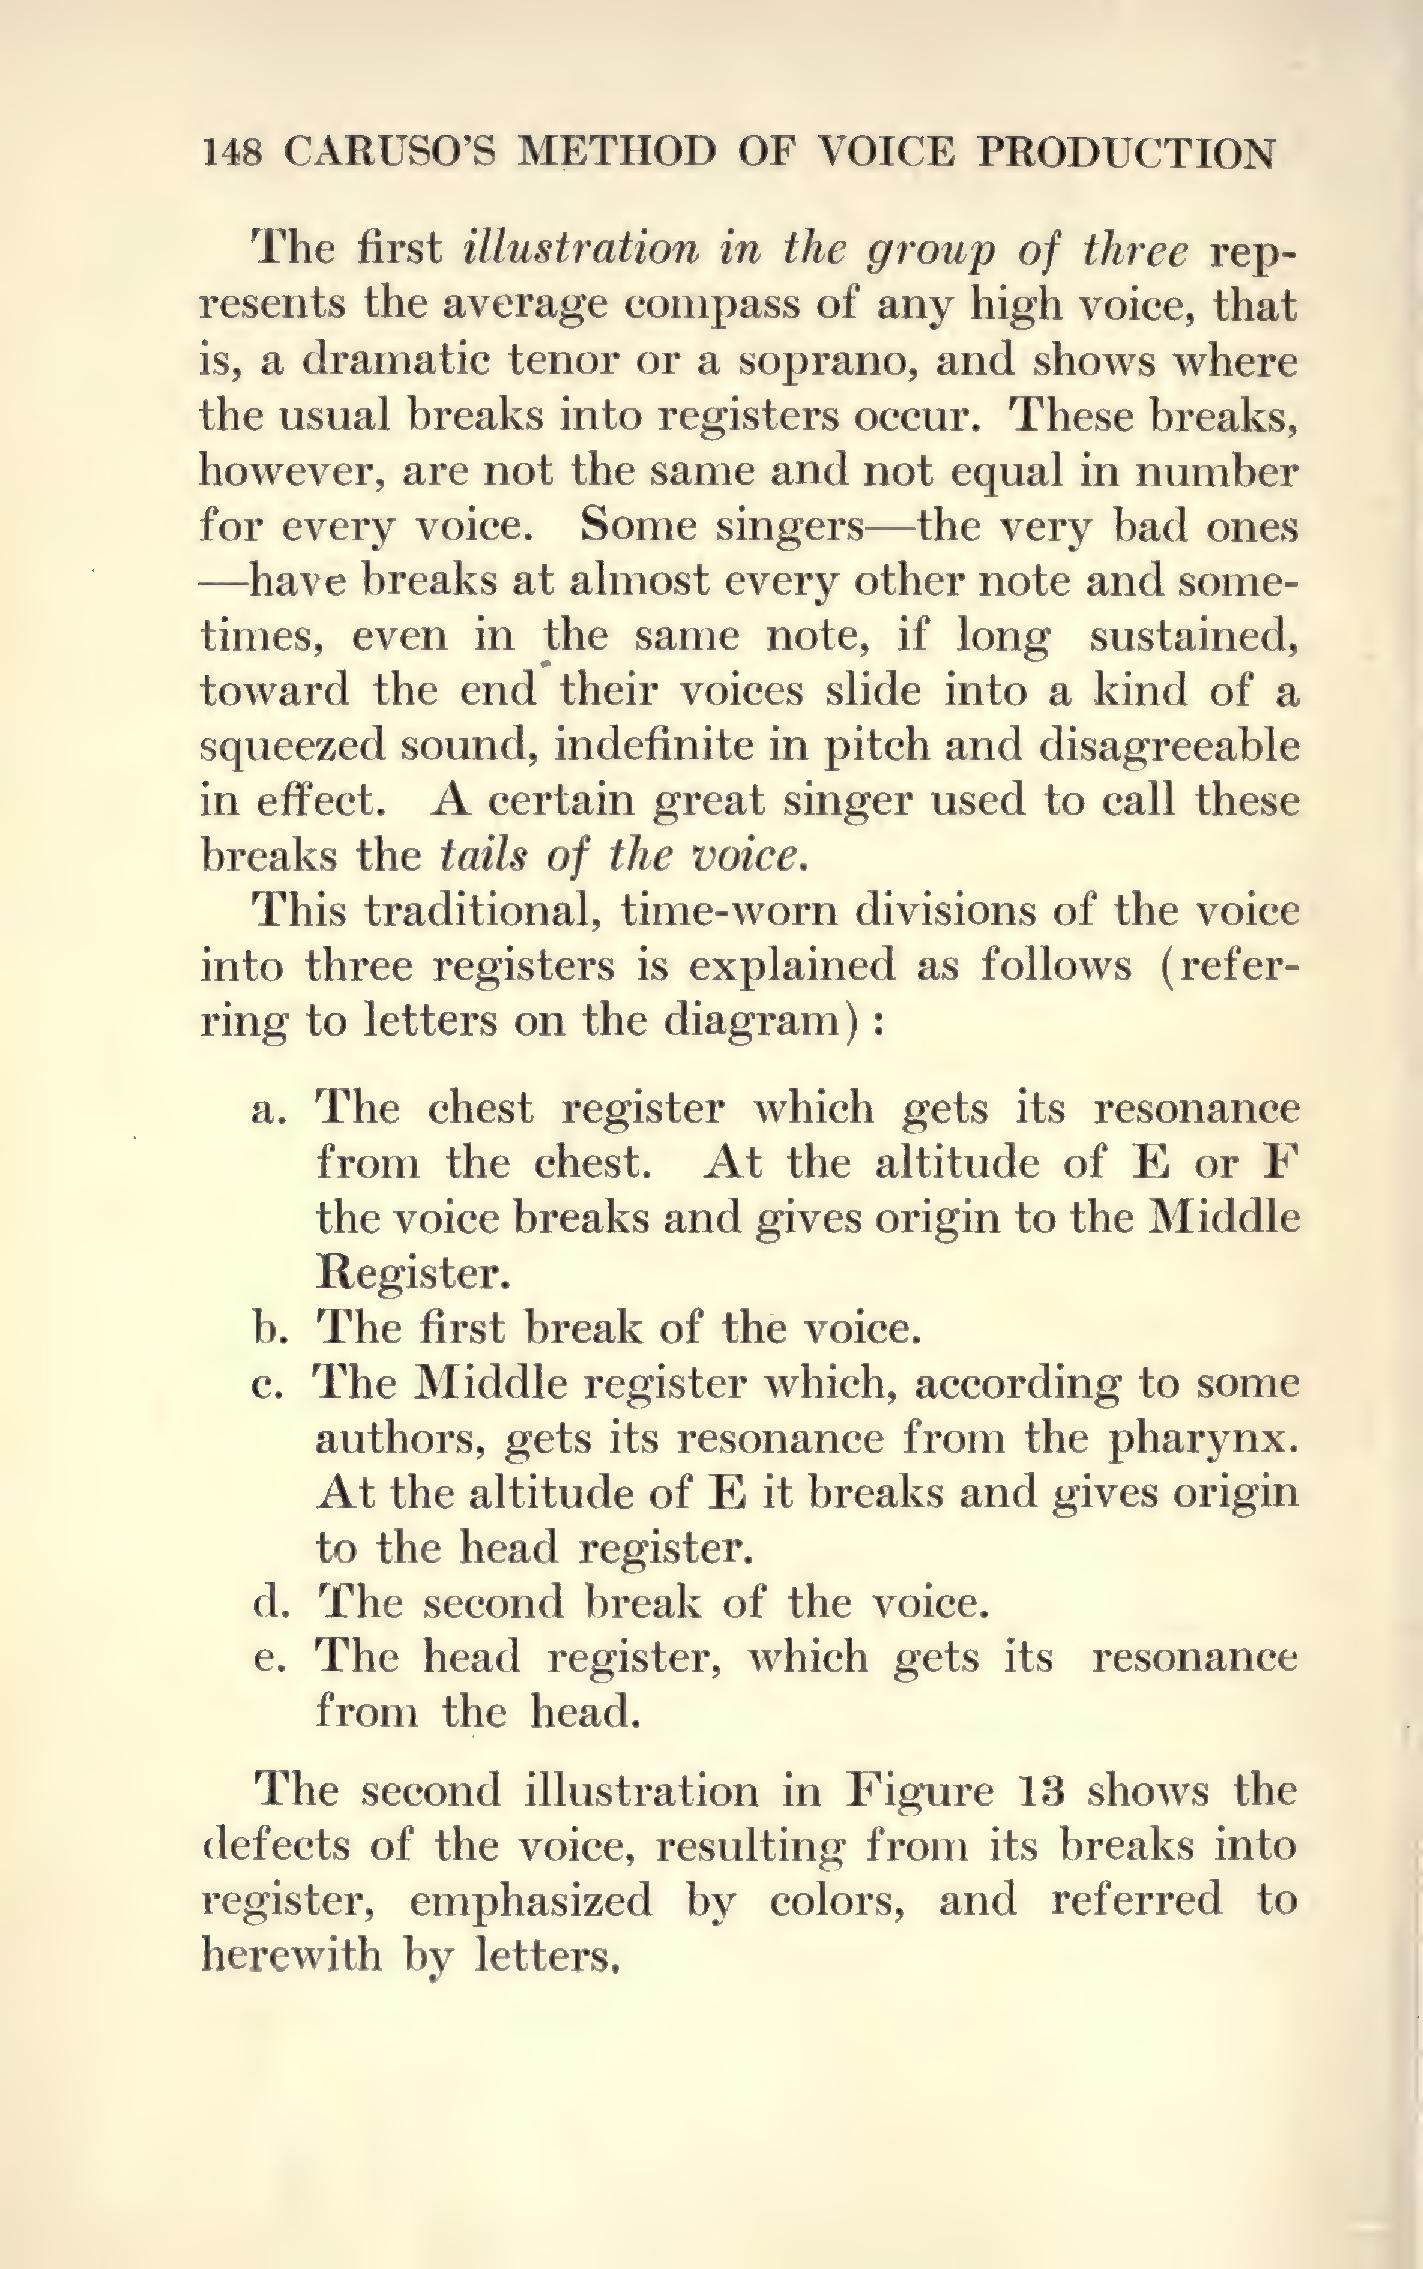 148 CARUSO'S METHOD OF VOICE PRODUCTION
The first illustration in the group of three rep-
resents the average compass of any high voice, that
is, a dramatic tenor or a soprano, and shows where
the usual breaks into registers occur. These breaks,
however, are not the same and not equal in number
for every voice. Some singers—the very bad ones
—have breaks at almost every other note and some-
times, even in the same note, if long sustained,
toward the end their voices slide into a kind of a
squeezed sound, indefinite in pitch and disagreeable
in effect. A certain great singer used to call these
breaks the tails of the voice.
This traditional, time-worn divisions of the voice
into three registers is explained as follows (refer-
ring to letters on the diagram) :
a. The chest register which gets its resonance
from the chest. At the altitude of E or F
the voice breaks and gives origin to the Middle
Register.
b. The first break of the voice.
c. The Middle register which, according to some
authors, gets its resonance from the pharynx.
At the altitude of E it breaks and gives origin
to the head register.
d. The second break of the voice.
e. The head register, which gets its resonance
from the head.
The second illustration in Figure 13 shows the
defects of the voice, resulting from its breaks into
register, emphasized by colors, and referred to
herewith by letters.